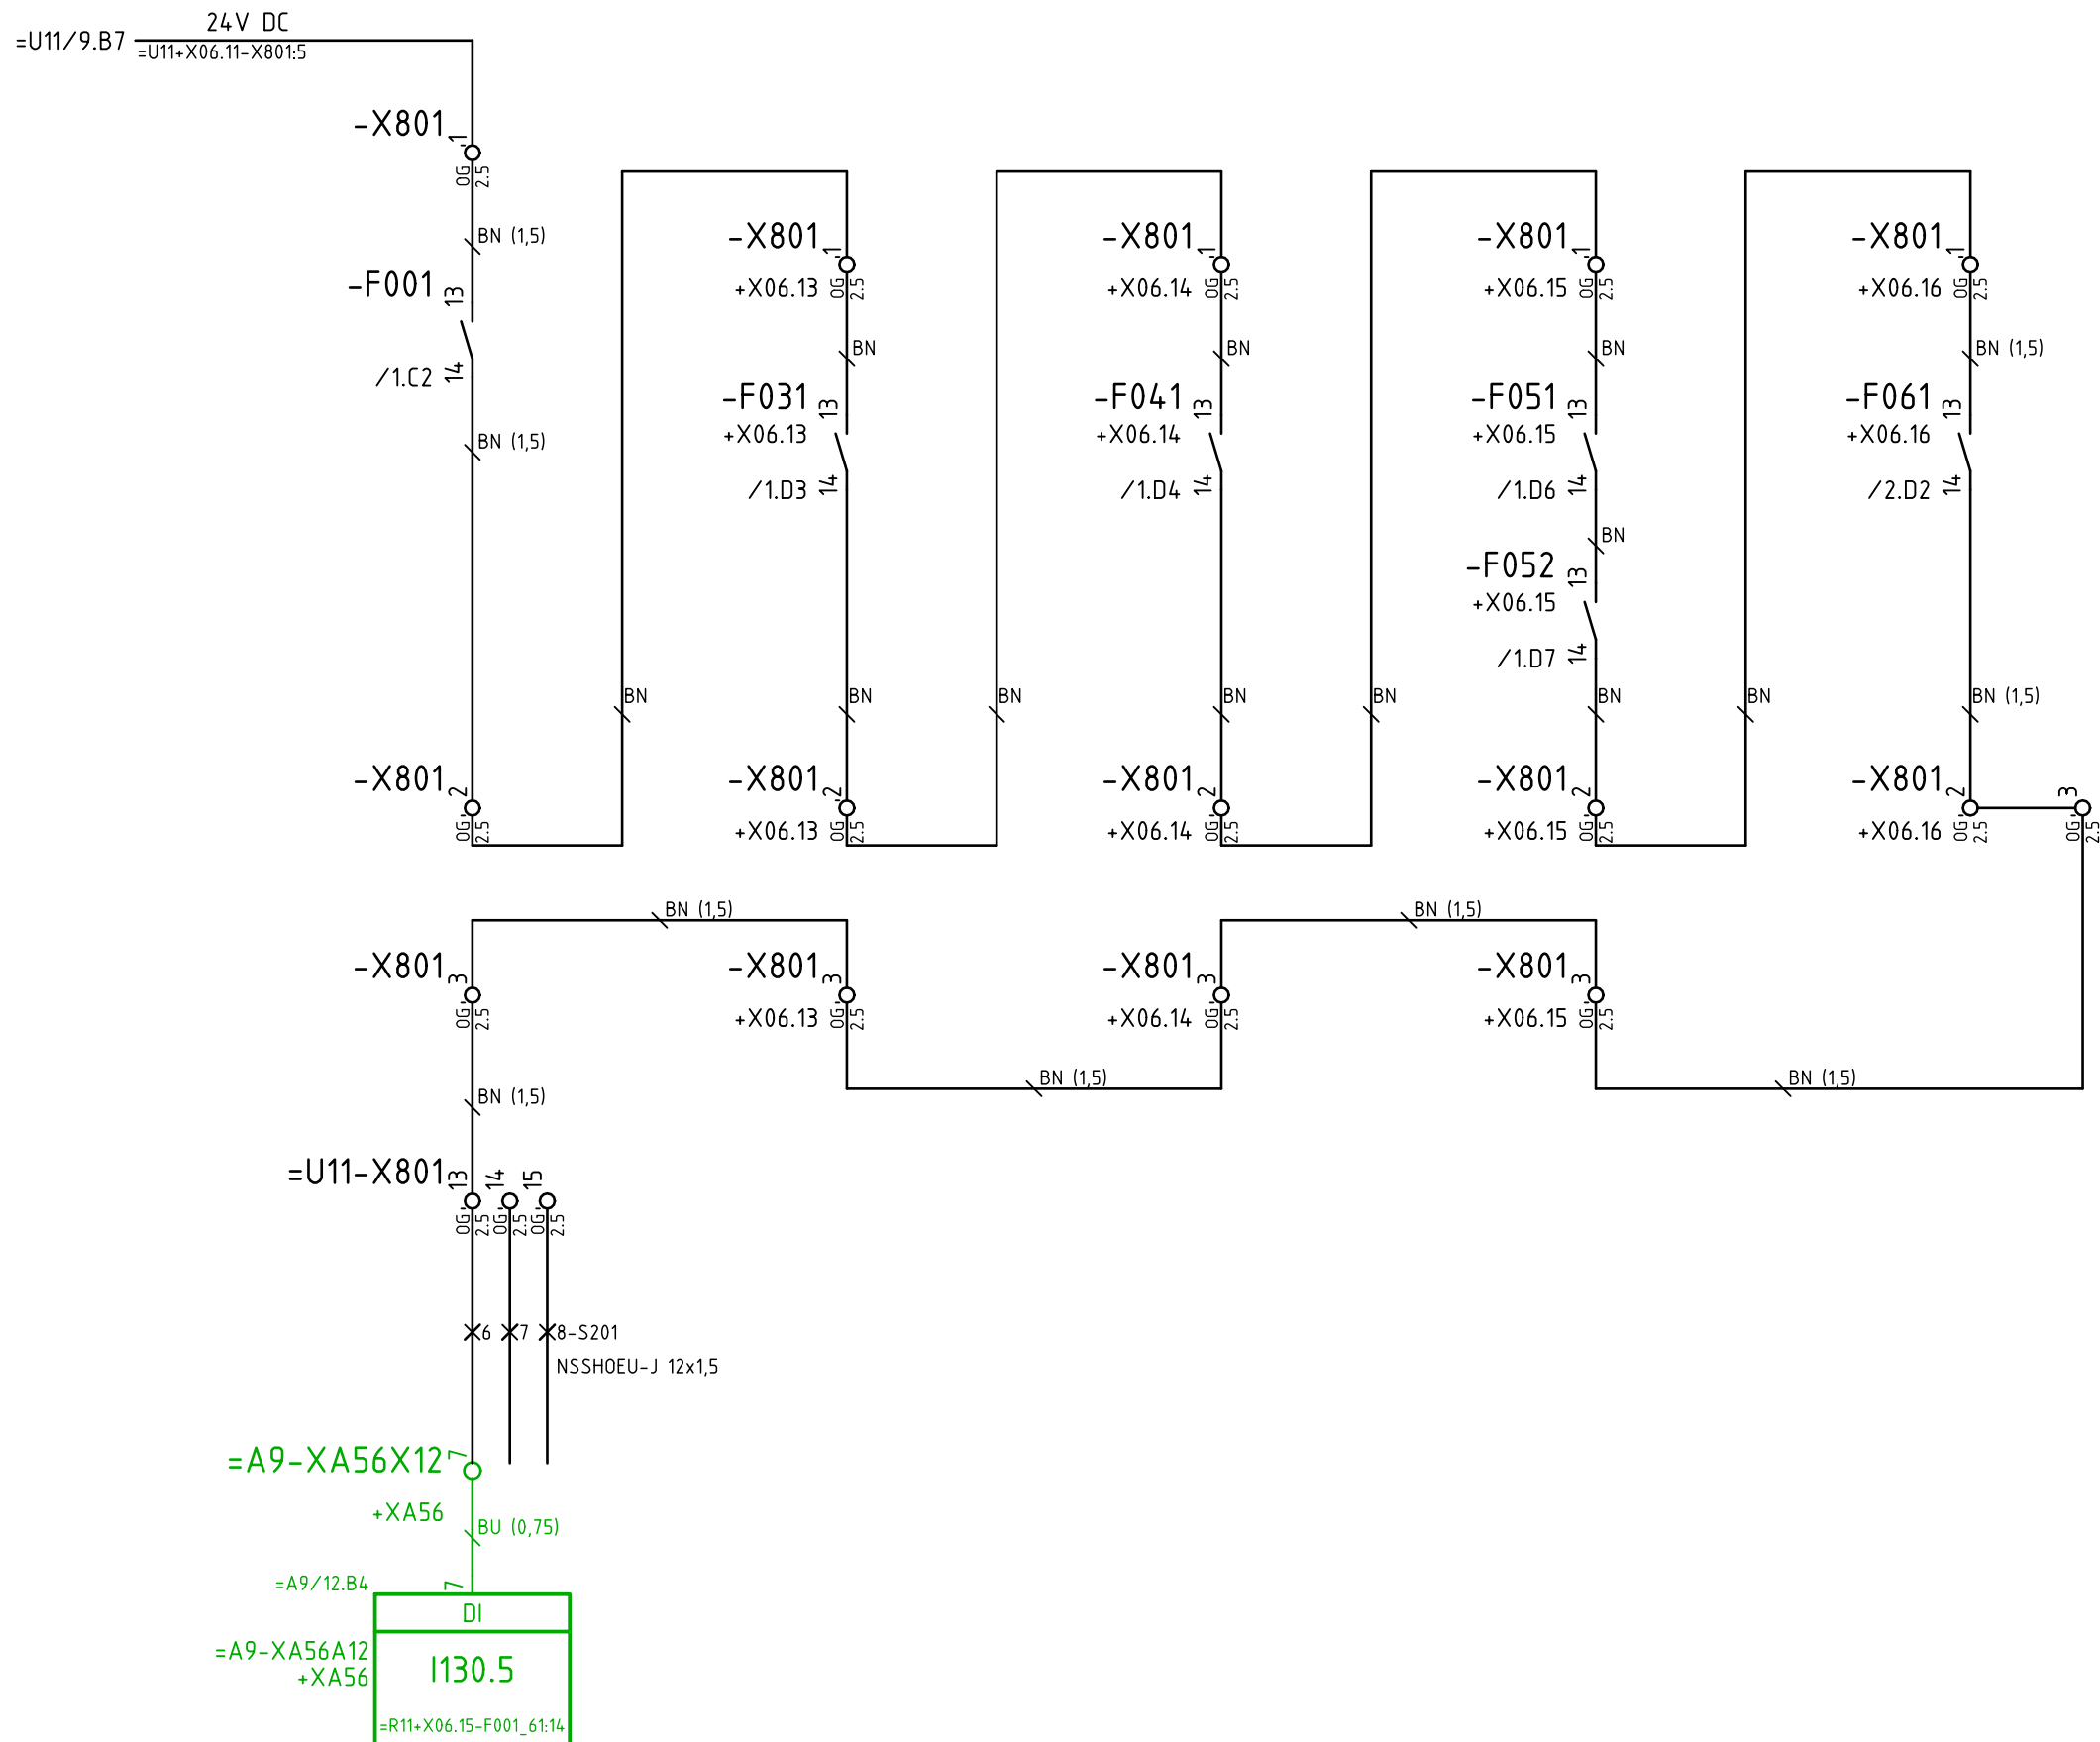 24V DC
=U11/9.B7
=U11+X06.11-X801:5
-X801 1
OG 2.5
BN (1,5)
-F001 13
/1.C2 14
BN (1,5)
-X801 2
OG 2.5
BN
-X801 1
+X06.13 OG 2.5
BN
-F031 13
+X06.13
/1.D3 14
BN
-X801 2
+X06.13 OG 2.5
BN
-X801 1
+X06.14 OG 2.5
BN
-F041 13
+X06.14
/1.D4 14
BN
-X801 2
+X06.14 OG 2.5
BN
-X801 1
+X06.15 OG 2.5
BN
-F051 13
+X06.15
/1.D6 14
BN
-F052 13
+X06.15
/1.D7 14
BN
-X801 2
+X06.15 OG 2.5
BN
-X801 1
+X06.16 OG 2.5
BN (1,5)
-F061 13
+X06.16
/2.D2 14
BN (1,5)
-X801 2 3
+X06.16 OG 2.5 OG 2.5
BN (1,5) BN (1,5)
-X801 3 -X801 3 -X801 3 -X801 3
OG 2.5 +X06.13 OG 2.5 +X06.14 OG 2.5 +X06.15 OG 2.5
BN (1,5) BN (1,5) BN (1,5)
=U11-X801 13 14 15
OG 2.5 OG 2.5 OG 2.5
6 7 8-S201
NSSHOEU-J 12x1,5
=A9-XA56X12 7
+XA56
BU (0,75)
=A9/12.B4 7
DI
=A9-XA56A12
+XA56
I130.5
=R11+X06.15-F001_61:14